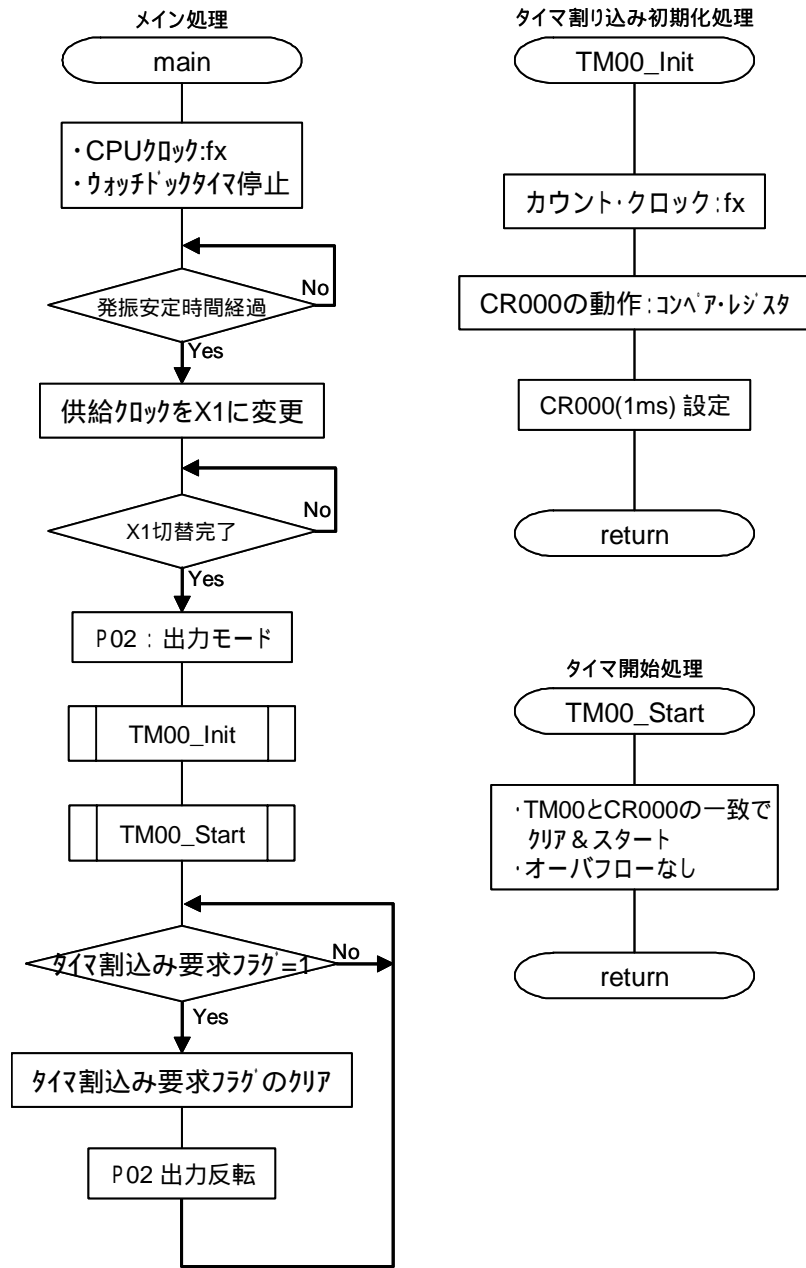 メイン処理
main
・CPUｸﾛｯｸ:fx
・ｳｫｯﾁﾄﾞｯｸﾀｲﾏ停止
発振安定時間経過
No
Yes
供給ｸﾛｯｸをX1に変更
X1切替完了
No
Yes
P02：出力モード
TM00_Init
TM00_Start
ﾀｲﾏ割込み要求ﾌﾗｸﾞ=1
No
Yes
ﾀｲﾏ割込み要求ﾌﾗｸﾞのｸﾘｱ
P02 出力反転
タイマ割り込み初期化処理
TM00_Init
カウント・クロック:fx
CR000の動作:ｺﾝﾍﾟｱ・ﾚｼﾞｽﾀ
CR000(1ms) 設定
return
タイマ開始処理
TM00_Start
・TM00とCR000の一致で
ｸﾘｱ＆スタート
・オーバフローなし
return